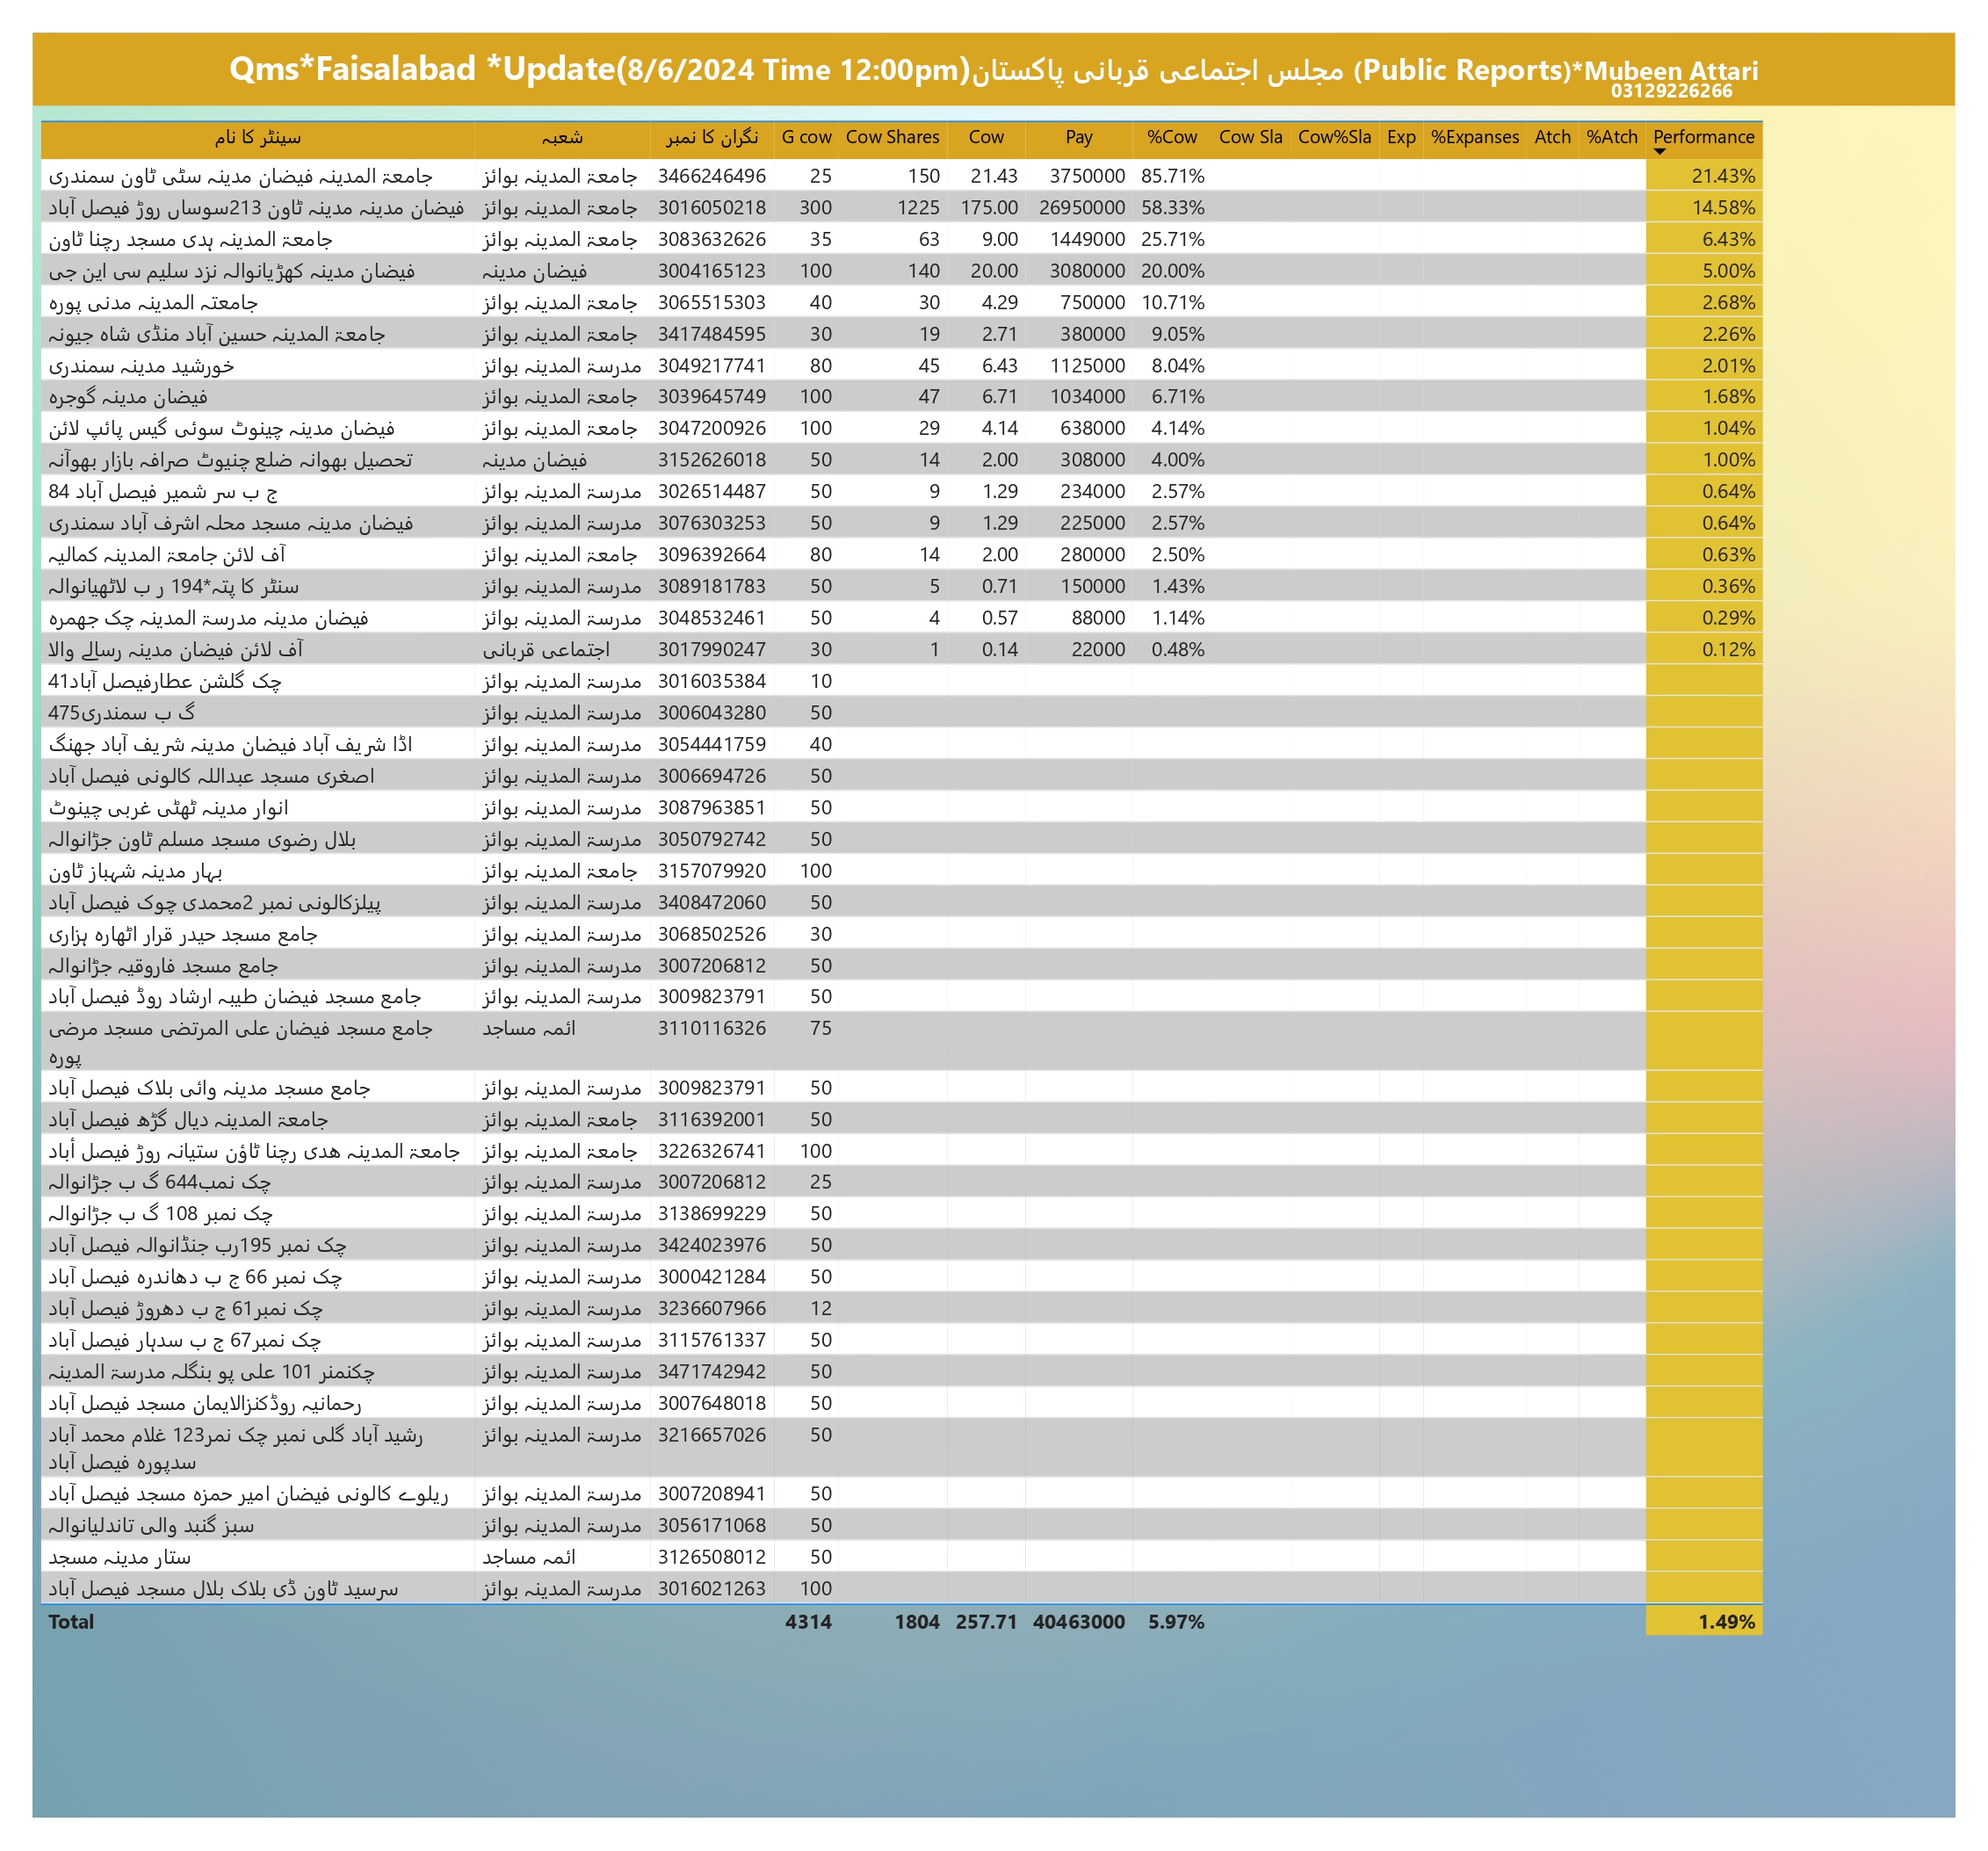 Qms*Faisalabad *Update(8/6/2024 Time 12:00pm)مجلس اجتماعی قربانی پاکستان (Public Reports)*Mubeen Attari
03129226266
سینٹر کا نام شعبہ نگران کا نمبر G cow Cow Shares Cow Pay %Cow Cow Sla Cow%Sla Exp %Expanses Atch %Atch Performance
جامعۃ المدینہ فیضان مدینہ سٹی ٹاون سمندری جامعۃ المدینہ بوائز 3466246496 25 150 21.43 3750000 85.71% 21.43%
فیضان مدینہ مدینہ ٹاون 213سوساں روڑ فیصل آباد جامعۃ المدینہ بوائز 3016050218 300 1225 175.00 26950000 58.33% 14.58%
جامعۃ المدینہ ہدی مسجد رچنا ٹاون جامعۃ المدینہ بوائز 3083632626 35 63 9.00 1449000 25.71% 6.43%
فیضان مدینہ کھڑیانوالہ نزد سلیم سی این جی فیضان مدینہ 3004165123 100 140 20.00 3080000 20.00% 5.00%
جامعتہ المدینہ مدنی پورہ جامعۃ المدینہ بوائز 3065515303 40 30 4.29 750000 10.71% 2.68%
جامعۃ المدینہ حسین آباد منڈی شاہ جیونہ جامعۃ المدینہ بوائز 3417484595 30 19 2.71 380000 9.05% 2.26%
خورشید مدینہ سمندری مدرسۃ المدینہ بوائز 3049217741 80 45 6.43 1125000 8.04% 2.01%
فیضان مدینہ گوجرہ جامعۃ المدینہ بوائز 3039645749 100 47 6.71 1034000 6.71% 1.68%
فیضان مدینہ چینوٹ سوئی گیس پائپ لائن جامعۃ المدینہ بوائز 3047200926 100 29 4.14 638000 4.14% 1.04%
تحصیل بھوانہ ضلع چنیوٹ صرافہ بازار بھوآنہ فیضان مدینہ 3152626018 50 14 2.00 308000 4.00% 1.00%
84 ج ب سر شمیر فیصل آباد مدرسۃ المدینہ بوائز 3026514487 50 9 1.29 234000 2.57% 0.64%
فیضان مدینہ مسجد محلہ اشرف آباد سمندری مدرسۃ المدینہ بوائز 3076303253 50 9 1.29 225000 2.57% 0.64%
آف لائن جامعۃ المدینہ کمالیہ جامعۃ المدینہ بوائز 3096392664 80 14 2.00 280000 2.50% 0.63%
سنٹر کا پتہ*194 ر ب لاٹھیانوالہ مدرسۃ المدینہ بوائز 3089181783 50 5 0.71 150000 1.43% 0.36%
فیضان مدینہ مدرسۃ المدینہ چک جھمرہ مدرسۃ المدینہ بوائز 3048532461 50 4 0.57 88000 1.14% 0.29%
آف لائن فیضان مدینہ رسالے والا اجتماعی قربانی 3017990247 30 1 0.14 22000 0.48% 0.12%
41چک گلشن عطارفیصل آباد مدرسۃ المدینہ بوائز 3016035384 10
475گ ب سمندری مدرسۃ المدینہ بوائز 3006043280 50
اڈا شریف آباد فیضان مدینہ شریف آباد جھنگ مدرسۃ المدینہ بوائز 3054441759 40
اصغری مسجد عبداللہ کالونی فیصل آباد مدرسۃ المدینہ بوائز 3006694726 50
انوار مدینہ ٹھٹی غربی چینوٹ مدرسۃ المدینہ بوائز 3087963851 50
بلال رضوی مسجد مسلم ٹاون جڑانوالہ مدرسۃ المدینہ بوائز 3050792742 50
بہار مدینہ شہباز ٹاون جامعۃ المدینہ بوائز 3157079920 100
پیلزکالونی نمبر 2محمدی چوک فیصل آباد مدرسۃ المدینہ بوائز 3408472060 50
جامع مسجد حیدر قرار اٹھارہ ہزاری مدرسۃ المدینہ بوائز 3068502526 30
جامع مسجد فاروقیہ جڑانوالہ مدرسۃ المدینہ بوائز 3007206812 50
جامع مسجد فیضان طیبہ ارشاد روڈ فیصل آباد مدرسۃ المدینہ بوائز 3009823791 50
جامع مسجد فیضان علی المرتضی مسجد مرضی ائمہ مساجد 3110116326 75
پورہ
جامع مسجد مدینہ وائی بلاک فیصل آباد مدرسۃ المدینہ بوائز 3009823791 50
جامعۃ المدینہ دیال گڑھ فیصل آباد جامعۃ المدینہ بوائز 3116392001 50
جامعۃ المدینہ ھدی رچنا ٹاؤن ستیانہ روڑ فیصل أباد جامعۃ المدینہ بوائز 3226326741 100
چک نمب644 گ ب جڑانوالہ مدرسۃ المدینہ بوائز 3007206812 25
چک نمبر 108 گ ب جڑانوالہ مدرسۃ المدینہ بوائز 3138699229 50
چک نمبر 195رب جنڈانوالہ فیصل آباد مدرسۃ المدینہ بوائز 3424023976 50
چک نمبر 66 ج ب دھاندرہ فیصل آباد مدرسۃ المدینہ بوائز 3000421284 50
چک نمبر61 ج ب دھروڑ فیصل آباد مدرسۃ المدینہ بوائز 3236607966 12
چک نمبر67 ج ب سدہار فیصل آباد مدرسۃ المدینہ بوائز 3115761337 50
چکنمنر 101 علی پو بنگلہ مدرسۃ المدینہ مدرسۃ المدینہ بوائز 3471742942 50
رحمانیہ روڈکنزالایمان مسجد فیصل آباد مدرسۃ المدینہ بوائز 3007648018 50
رشید آباد گلی نمبر چک نمر123 غلام محمد آباد مدرسۃ المدینہ بوائز 3216657026 50
سدپورہ فیصل آباد
ریلوے کالونی فیضان امیر حمزہ مسجد فیصل آباد مدرسۃ المدینہ بوائز 3007208941 50
سبز گنبد والی تاندلیانوالہ مدرسۃ المدینہ بوائز 3056171068 50
ستار مدینہ مسجد ائمہ مساجد 3126508012 50
سرسید ٹاون ڈی بلاک بلال مسجد فیصل آباد مدرسۃ المدینہ بوائز 3016021263 100
Total 4314 1804 257.71 40463000 5.97% 1.49%